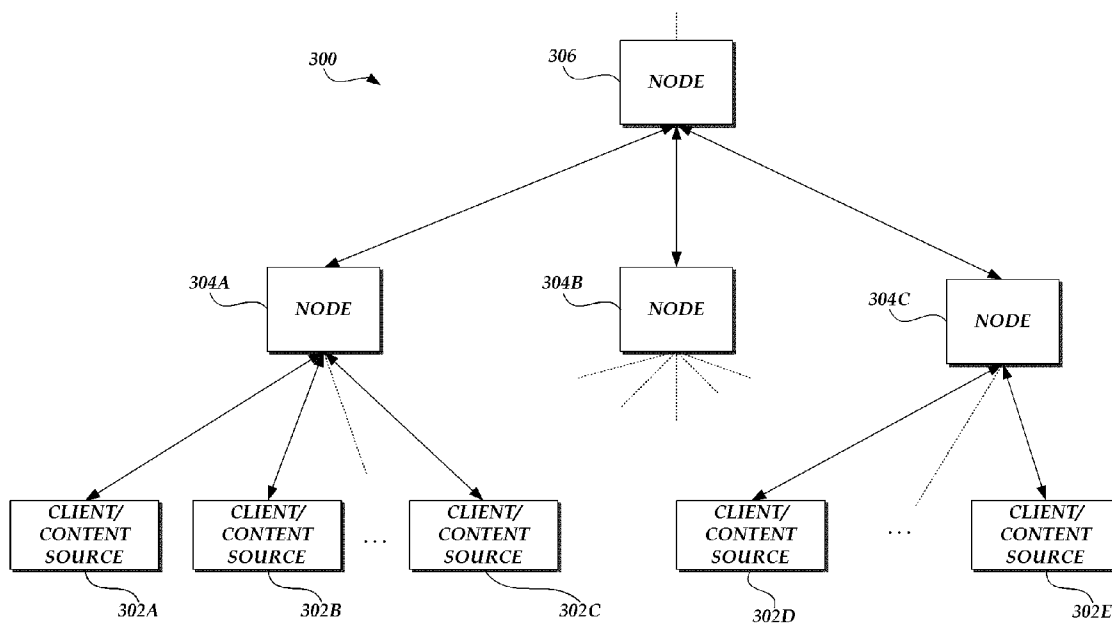 300
306
NODE
304A
NODE
304B
NODE
304C
NODE
CLIENT/
CONTENT
SOURCE
CLIENT/
CONTENT
SOURCE
...
CLIENT/
CONTENT
SOURCE
CLIENT/
CONTENT
SOURCE
...
CLIENT/
CONTENT
SOURCE
302A
302B
302C
302D
302E